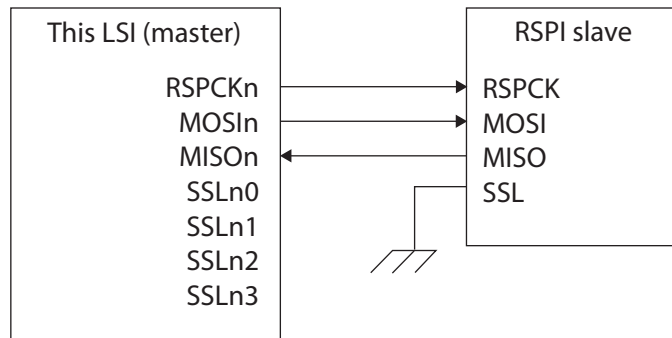 This LSI (master)
RSPCKn
MOSIn
MISOn
SSLn0
SSLn1
SSLn2
SSLn3
RSPI slave
RSPCK
MOSI
MISO
SSL